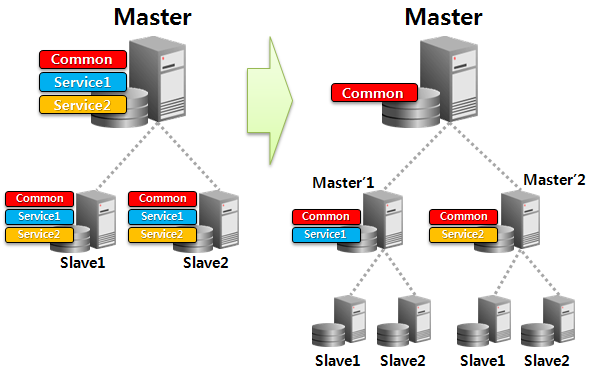 Master
Common
Service1
Service2
Common
Service1
Service2
Slave1
Common
Service1
Service2
Slave2
Master
Common
Master´1
Common
Service1
Master´2
Common
Service2
Slave1
Slave2
Slave1
Slave2